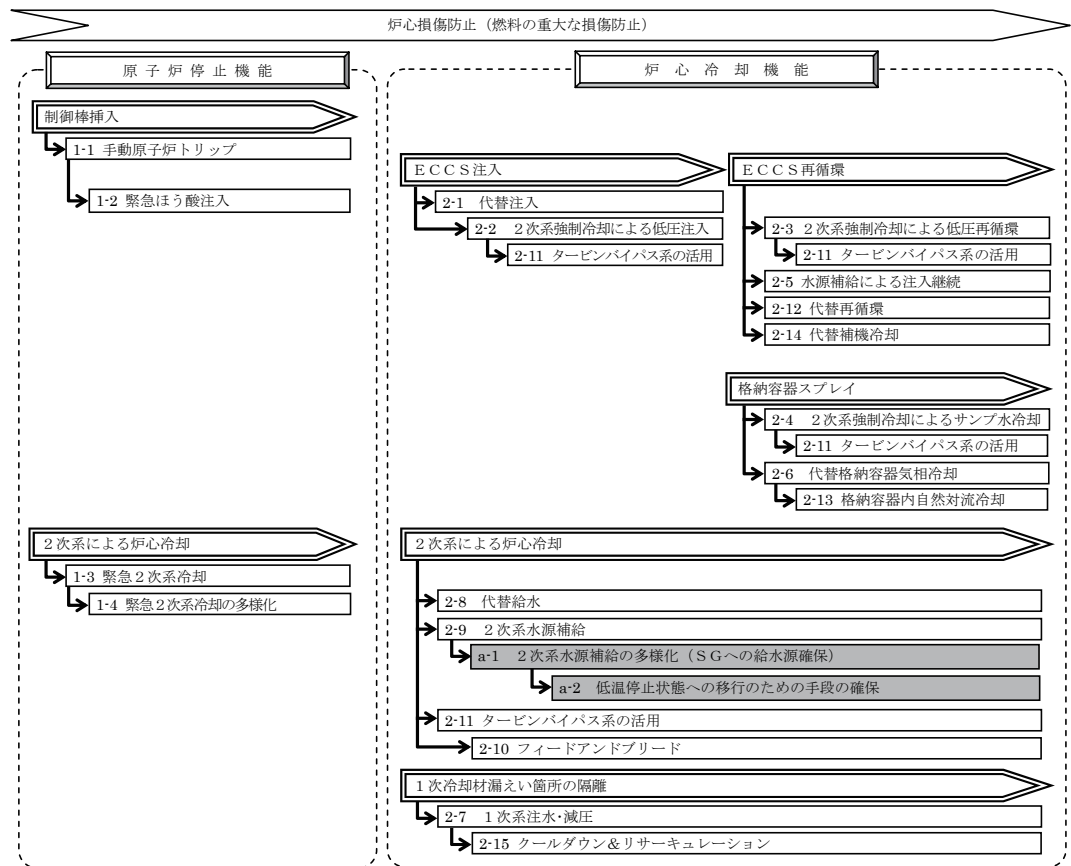 炉心損傷防止（燃料の重大な損傷防止）
原子炉停止機能
制御棒挿入
1-1 手動原子炉トリップ
1-2 緊急ほう酸注入
２次系による炉心冷却
1-3 緊急２次系冷却
1-4 緊急２次系冷却の多様化
炉心冷却機能
ＥＣＣＳ注入
2-1 代替注入
2-2 ２次系強制冷却による低圧注入
2-11 タービンバイパス系の活用
ＥＣＣＳ再循環
2-3 ２次系強制冷却による低圧再循環
2-11 タービンバイパス系の活用
2-5 水源補給による注入継続
2-12 代替再循環
2-14 代替補機冷却
格納容器スプレイ
2-4 ２次系強制冷却によるサンプ水冷却
2-11 タービンバイパス系の活用
2-6 代替格納容器気相冷却
2-13 格納容器内自然対流冷却
２次系による炉心冷却
2-8 代替給水
2-9 ２次系水源補給
a-1 ２次系水源補給の多様化（ＳＧへの給水源確保）
a-2 低温停止状態への移行のための手段の確保
2-11 タービンバイパス系の活用
2-10 フィードアンドブリード
１次冷却材漏えい箇所の隔離
2-7 １次系注水･減圧
2-15 クールダウン＆リサーキュレーション